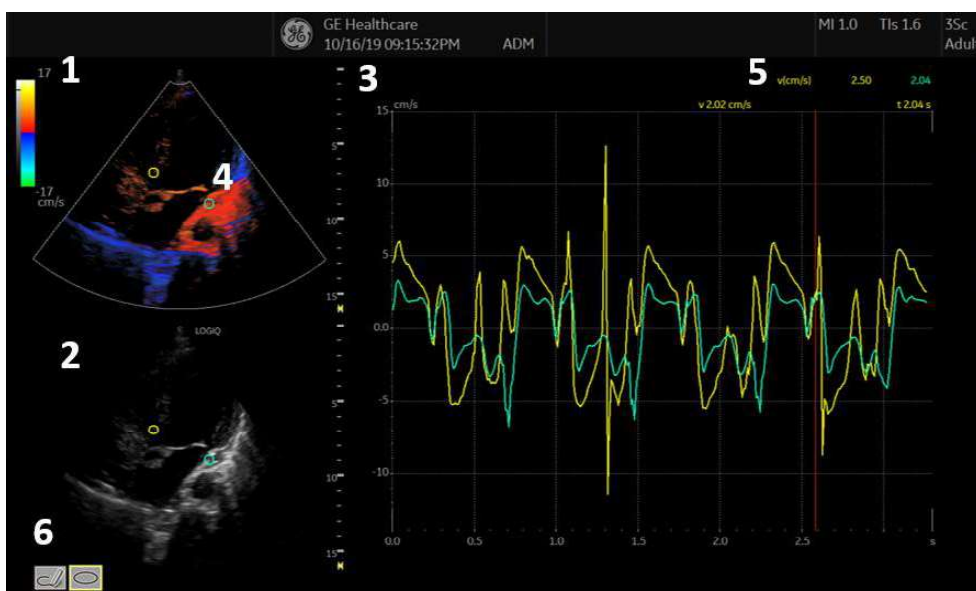 GE Healthcare
10/16/19 09:15:32PM ADM
MI 1.0 TIs 1.6 3Sc
Adul
1
17
-17
cm/s
4
5
10
15
2
LOGIQ
5
10
15
6
3
5
v(cm/s) 2.50 2.04
cm/s v 2.02 cm/s t 2.04 s
15
10
5
0.0
-5
-10
0.0 0.5 1.0 1.5 2.0 2.5 s